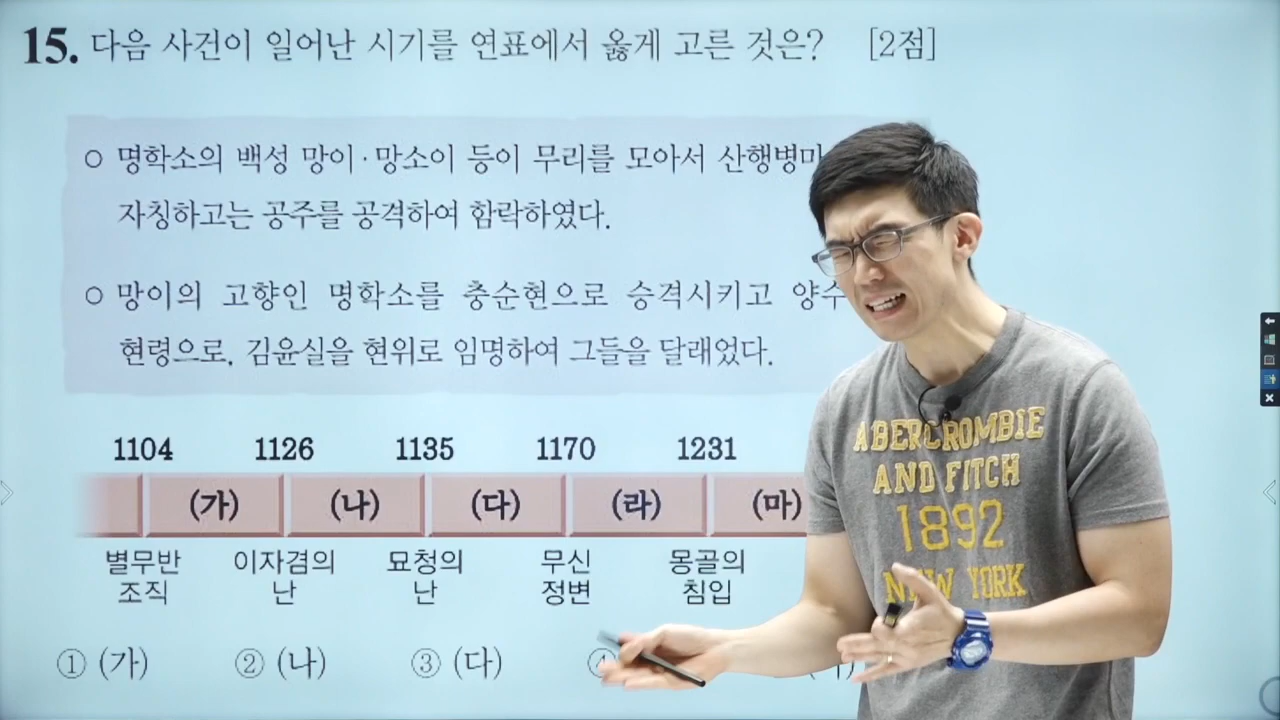 15. 다음 사건이 일어난 시기를 연표에서 옳게 고른 것은? [2점]
○ 명학소의 백성 망이·망소이 등이 무리를 모아서 산행병마
자칭하고는 공주를 공격하여 함락하였다.
○ 망이의 고향인 명학소를 충순현으로 승격시키고 양수
현령으로, 김윤실을 현위로 임명하여 그들을 달래었다.
1104 1126 1135 1170 1231
(가) (나) (다) (라) (마)
별무반 이자겸의 묘청의 무신 몽골의
조직 난 난 정변 침입
① (가) ② (나) ③ (다)
ABERCROMBIE
AND FITCH
1892
NEW YORK